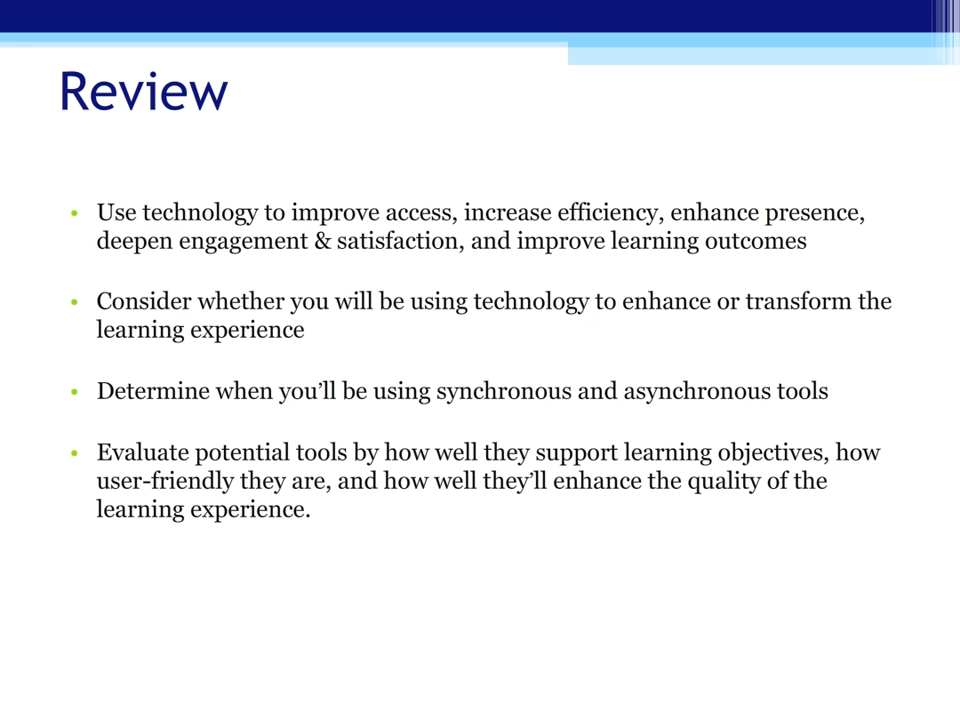 Review
• Use technology to improve access, increase efficiency, enhance presence,
deepen engagement & satisfaction, and improve learning outcomes
• Consider whether you will be using technology to enhance or transform the
learning experience
• Determine when you’ll be using synchronous and asynchronous tools
• Evaluate potential tools by how well they support learning objectives, how
user-friendly they are, and how well they’ll enhance the quality of the
learning experience.